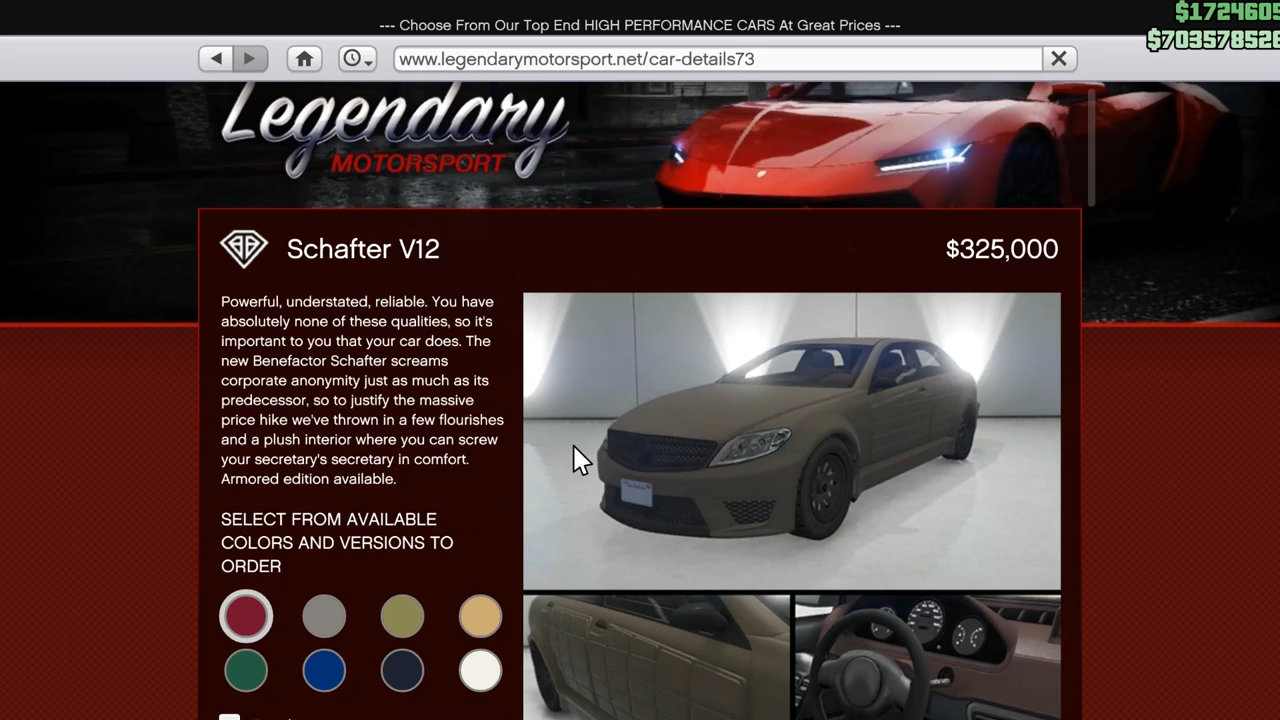 $1724605
--- Choose From Our Top End HIGH PERFORMANCE CARS At Great Prices ---
$703578526
www.legendarymotorsport.net/car-details73
Legendary
MOTORSPORT
Schafter V12
$325,000
Powerful, understated, reliable. You have
absolutely none of these qualities, so it's
important to you that your car does. The
new Benefactor Schafter screams
corporate anonymity just as much as its
predecessor, so to justify the massive
price hike we've thrown in a few flourishes
and a plush interior where you can screw
your secretary's secretary in comfort.
Armored edition available.
SELECT FROM AVAILABLE
COLORS AND VERSIONS TO
ORDER